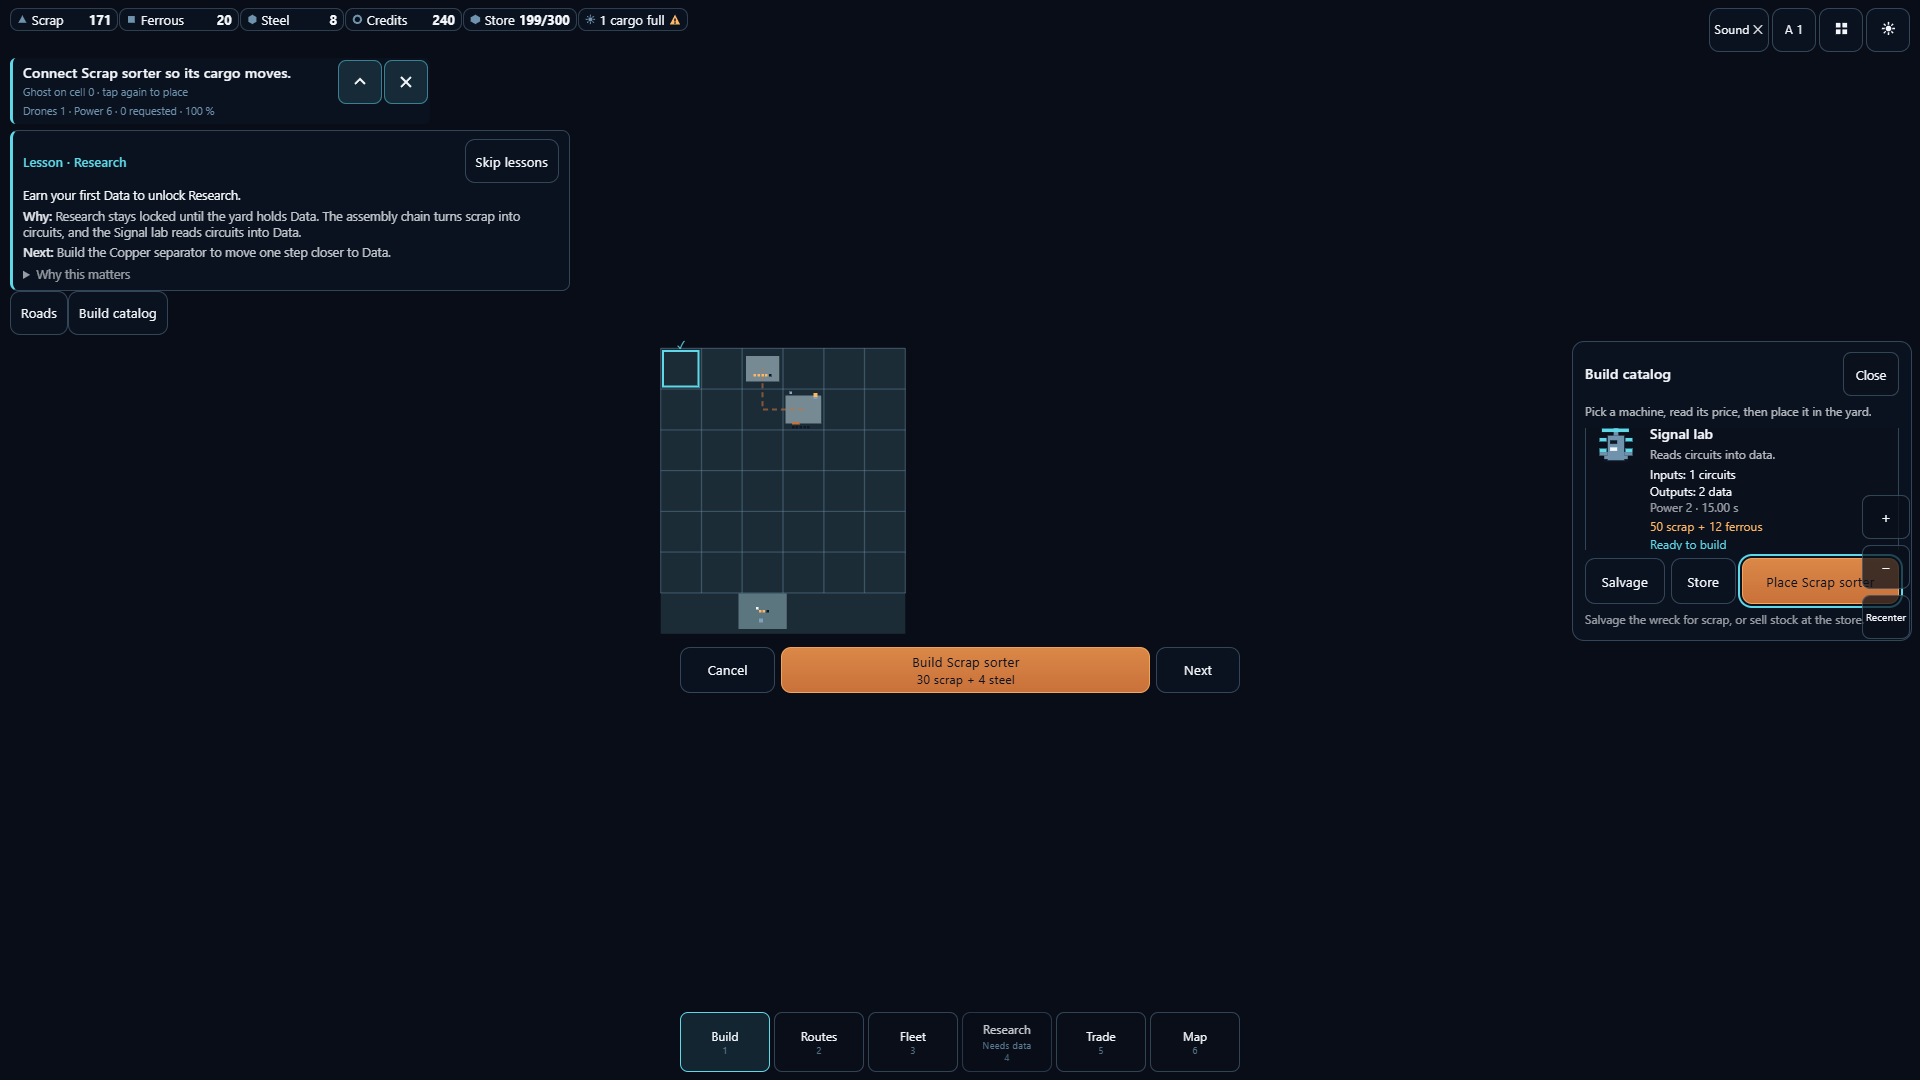 Scrap 171
Ferrous 20
Steel 8
Credits 240
Store 199/300
1 cargo full
Sound
A 1
Connect Scrap sorter so its cargo moves.
Ghost on cell 0 · tap again to place
Drones 1 · Power 6 · 0 requested · 100 %
Lesson · Research
Skip lessons
Earn your first Data to unlock Research.
Why: Research stays locked until the yard holds Data. The assembly chain turns scrap into
circuits, and the Signal lab reads circuits into Data.
Next: Build the Copper separator to move one step closer to Data.
Why this matters
Roads
Build catalog
Build catalog
Close
Pick a machine, read its price, then place it in the yard.
Signal lab
Reads circuits into data.
Inputs: 1 circuits
Outputs: 2 data
Power 2 · 15.00 s
50 scrap + 12 ferrous
Ready to build
+
−
Recenter
Salvage
Store
Place Scrap sorter
Salvage the wreck for scrap, or sell stock at the store.
Cancel
Build Scrap sorter
30 scrap + 4 steel
Next
Build
1
Routes
2
Fleet
3
Research
Needs data
4
Trade
5
Map
6